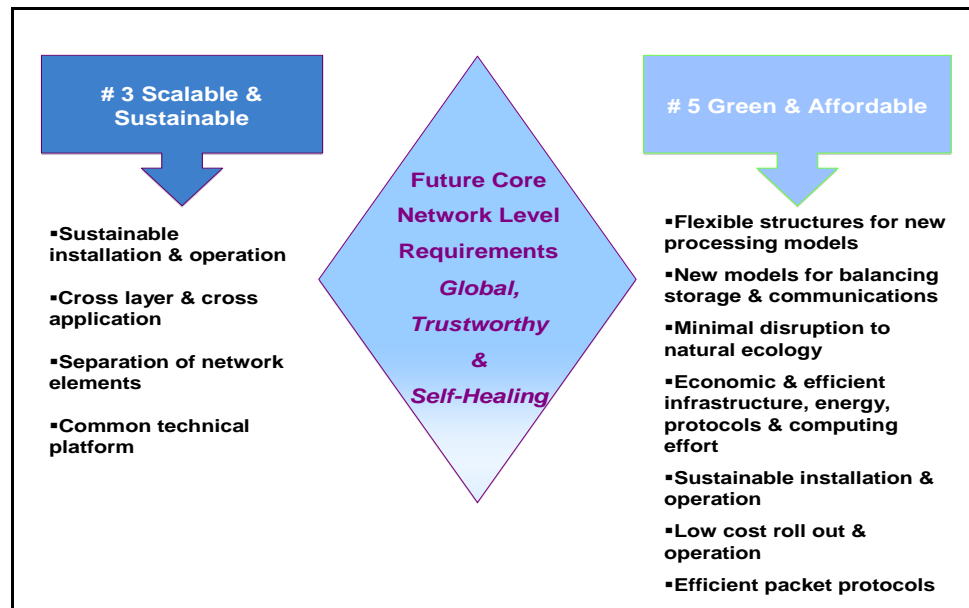 # 3 Scalable &
Sustainable
▪Sustainable
installation & operation
▪Cross layer & cross
application
▪Separation of network
elements
▪Common technical
platform
Future Core
Network Level
Requirements
Global,
Trustworthy
&
Self-Healing
# 5 Green & Affordable
▪Flexible structures for new
processing models
▪New models for balancing
storage & communications
▪Minimal disruption to
natural ecology
▪Economic & efficient
infrastructure, energy,
protocols & computing
effort
▪Sustainable installation &
operation
▪Low cost roll out &
operation
▪Efficient packet protocols